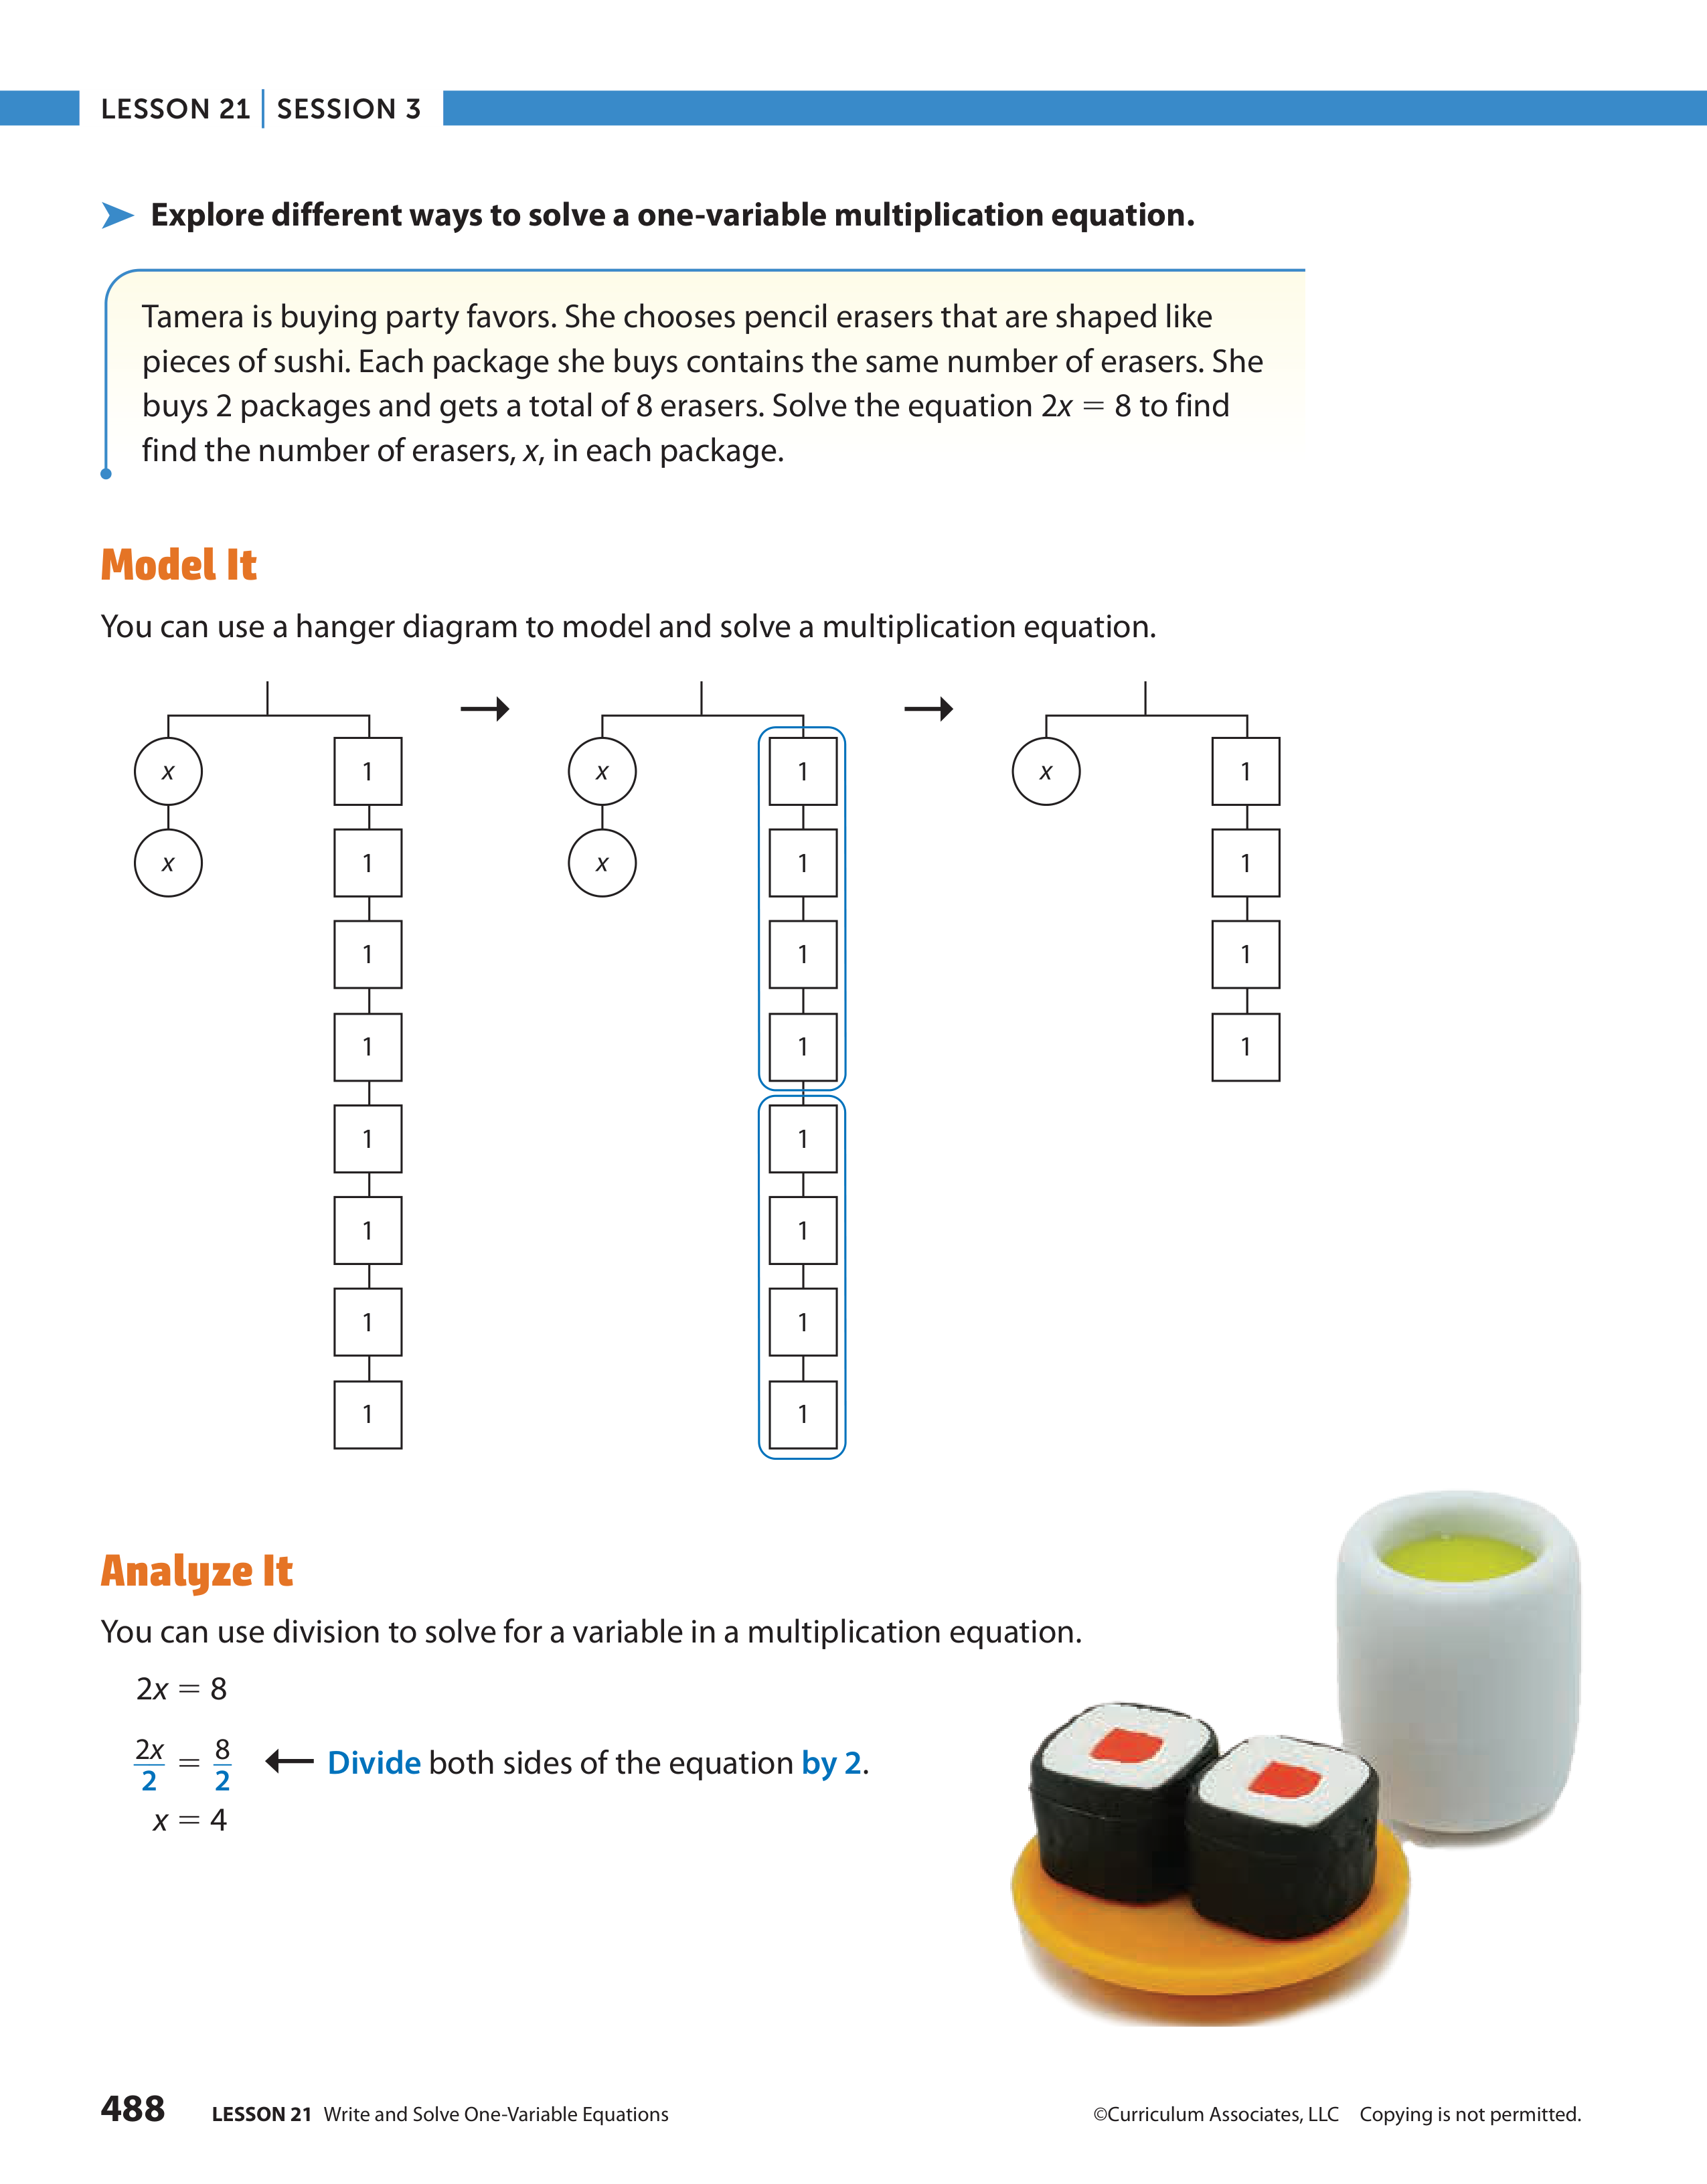 LESSON 21 | SESSION 3
Explore different ways to solve a one-variable multiplication equation.
Tamera is buying party favors. She chooses pencil erasers that are shaped like
pieces of sushi. Each package she buys contains the same number of erasers. She
buys 2 packages and gets a total of 8 erasers. Solve the equation 2x = 8 to find
find the number of erasers, x, in each package.
Model It
You can use a hanger diagram to model and solve a multiplication equation.
x 1 x 1 x 1
x 1 x 1 1
1 1 1
1 1 1
1 1
1 1
1 1
1 1
Analyze It
You can use division to solve for a variable in a multiplication equation.
2x = 8
2x/2 = 8/2 ← Divide both sides of the equation by 2.
x = 4
488 LESSON 21 Write and Solve One-Variable Equations ©Curriculum Associates, LLC Copying is not permitted.